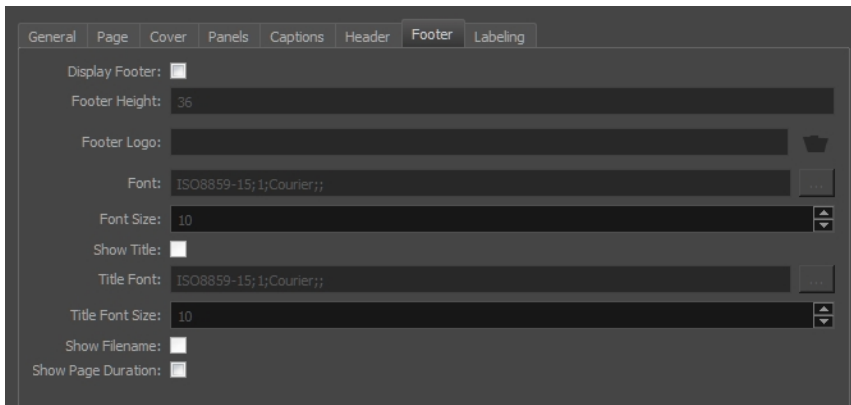 General Page Cover Panels Captions Header Footer Labeling
Display Footer:
Footer Height: 36
Footer Logo:
Font: ISO8859-15;1;Courier;; ...
Font Size: 10
Show Title:
Title Font: ISO8859-15;1;Courier;; ...
Title Font Size: 10
Show Filename:
Show Page Duration: